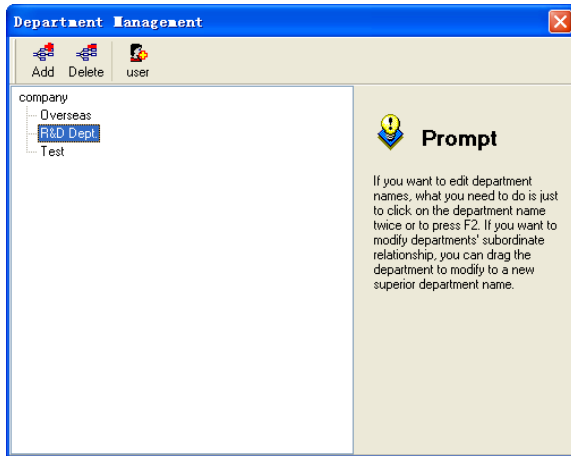 Department Management
Add Delete user
company
Overseas
R&D Dept.
Test
Prompt
If you want to edit department
names, what you need to do is just
to click on the department name
twice or to press F2. If you want to
modify departments' subordinate
relationship, you can drag the
department to modify to a new
superior department name.